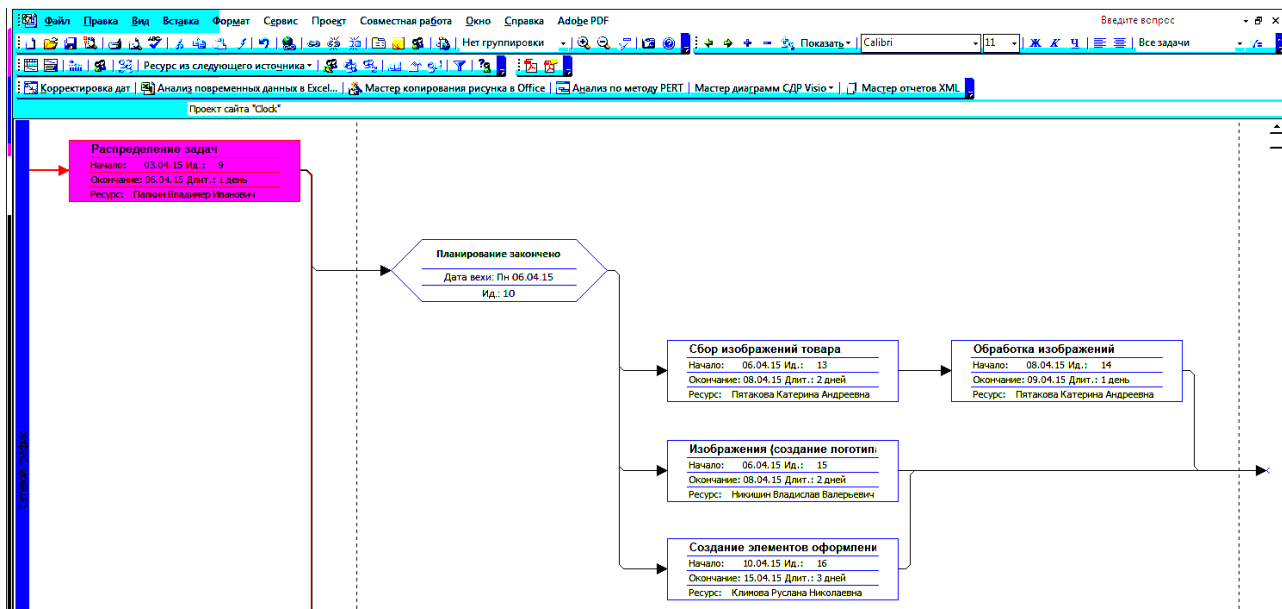 Файл Правка Вид Вставка Формат Сервис Проект Совместная работа Окно Справка Adobe PDF Введите вопрос
Нет группировки Показать Calibri 11 Ж К Ч Все задачи
Ресурс из следующего источника
Корректировка дат Анализ повременных данных в Excel... Мастер копирования рисунка в Office Анализ по методу PERT Мастер диаграмм СДР Visio Мастер отчетов XML
Проект сайта "Clock"
Распределение задач
Начало: 03.04.15 Ид.: 9
Окончание: 06.04.15 Длит.: 1 день
Ресурс: Палкин Владимер Иванович
Планирование закончено
Дата вехи: Пн 06.04.15
Ид.: 10
Сбор изображений товара
Начало: 06.04.15 Ид.: 13
Окончание: 08.04.15 Длит.: 2 дней
Ресурс: Пятакова Катерина Андреевна
Обработка изображений
Начало: 08.04.15 Ид.: 14
Окончание: 09.04.15 Длит.: 1 день
Ресурс: Пятакова Катерина Андреевна
Изображения (создание логотип
Начало: 06.04.15 Ид.: 15
Окончание: 08.04.15 Длит.: 2 дней
Ресурс: Никишин Владислав Валерьевич
Создание элементов оформлени
Начало: 10.04.15 Ид.: 16
Окончание: 15.04.15 Длит.: 3 дней
Ресурс: Климова Руслана Николаевна
Сетевой график